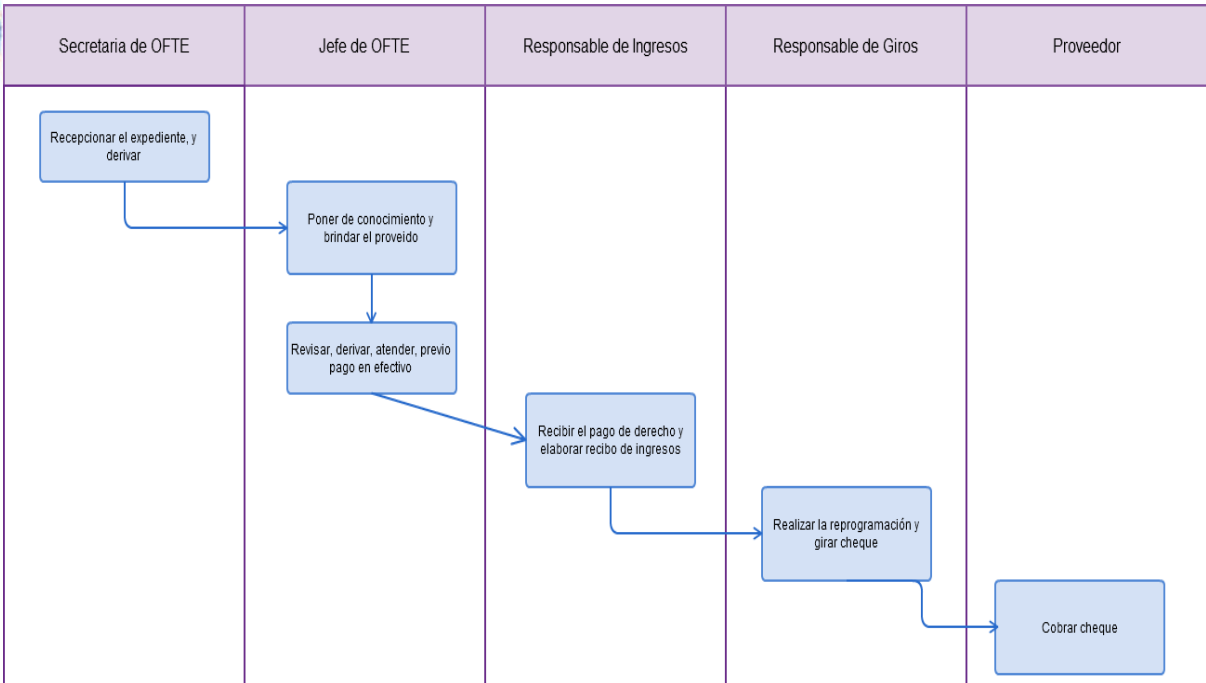 Secretaria de OFTE
Jefe de OFTE
Responsable de Ingresos
Responsable de Giros
Proveedor
Recepcionar el expediente, y
derivar
Poner de conocimiento y
brindar el proveido
Revisar, derivar, atender, previo
pago en efectivo
Recibir el pago de derecho y
elaborar recibo de ingresos
Realizar la reprogramación y
girar cheque
Cobrar cheque